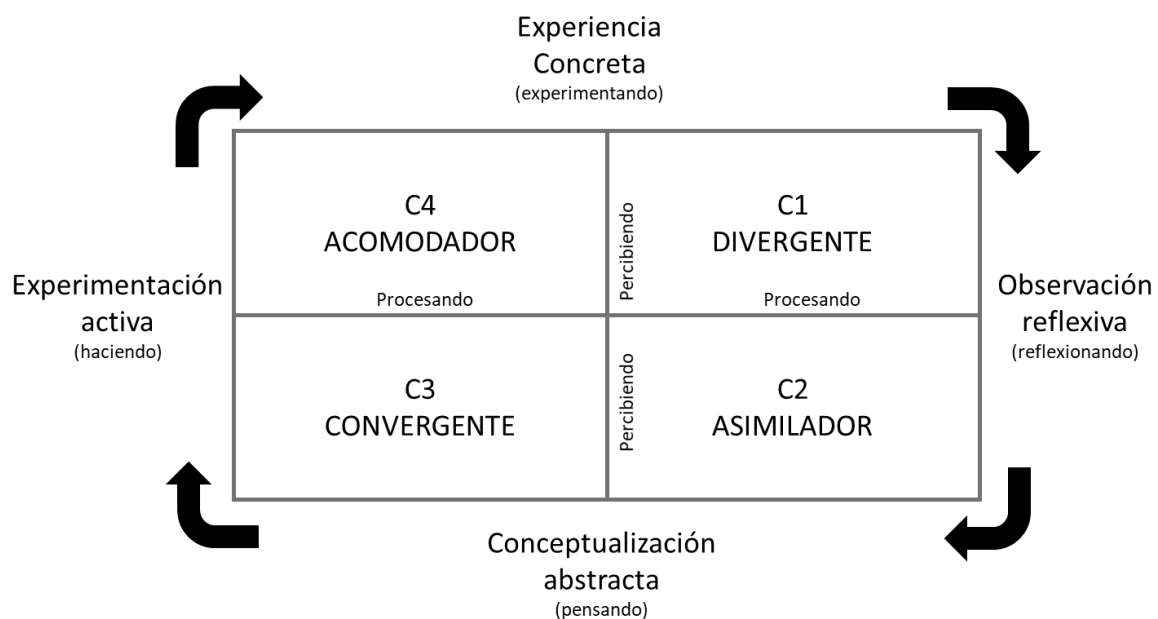 Experiencia
Concreta
(experimentando)
C4
ACOMODADOR
Procesando
Percibiendo
C1
DIVERGENTE
Procesando
Experimentación
activa
(haciendo)
Observación
reflexiva
(reflexionando)
C3
CONVERGENTE
Percibiendo
C2
ASIMILADOR
Conceptualización
abstracta
(pensando)